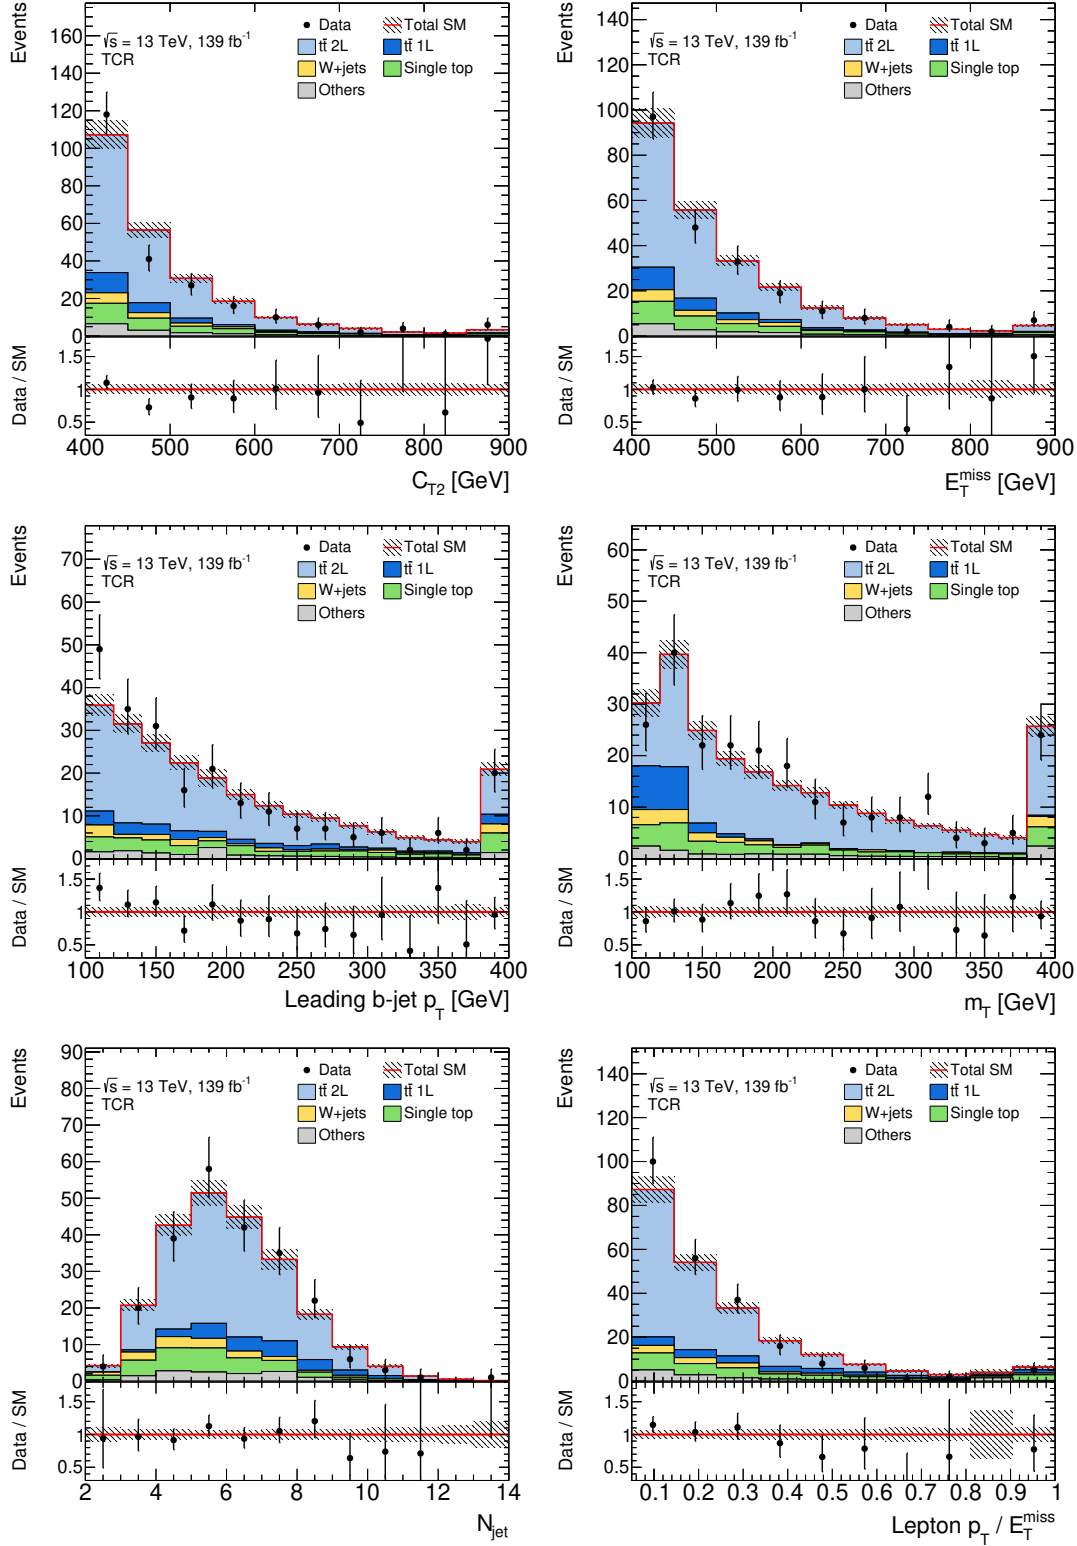 Events
160
140
120
100
80
60
40
20
0
√s = 13 TeV, 139 fb⁻¹
TCR
Data
Total SM
tt̄ 2L
tt̄ 1L
W+jets
Single top
Others
Data / SM
1.5
1
0.5
400 500 600 700 800 900
C_T2 [GeV]
Events
140
120
100
80
60
40
20
0
√s = 13 TeV, 139 fb⁻¹
TCR
Data
Total SM
tt̄ 2L
tt̄ 1L
W+jets
Single top
Others
Data / SM
1.5
1
0.5
400 500 600 700 800 900
E_T^miss [GeV]
Events
70
60
50
40
30
20
10
0
√s = 13 TeV, 139 fb⁻¹
TCR
Data
Total SM
tt̄ 2L
tt̄ 1L
W+jets
Single top
Others
Data / SM
1.5
1
0.5
100 150 200 250 300 350 400
Leading b-jet p_T [GeV]
Events
60
50
40
30
20
10
0
√s = 13 TeV, 139 fb⁻¹
TCR
Data
Total SM
tt̄ 2L
tt̄ 1L
W+jets
Single top
Others
Data / SM
1.5
1
0.5
100 150 200 250 300 350 400
m_T [GeV]
Events
90
80
70
60
50
40
30
20
10
0
√s = 13 TeV, 139 fb⁻¹
TCR
Data
Total SM
tt̄ 2L
tt̄ 1L
W+jets
Single top
Others
Data / SM
1.5
1
0.5
2 4 6 8 10 12 14
N_jet
Events
140
120
100
80
60
40
20
0
√s = 13 TeV, 139 fb⁻¹
TCR
Data
Total SM
tt̄ 2L
tt̄ 1L
W+jets
Single top
Others
Data / SM
1.5
1
0.5
0.1 0.2 0.3 0.4 0.5 0.6 0.7 0.8 0.9 1
Lepton p_T / E_T^miss